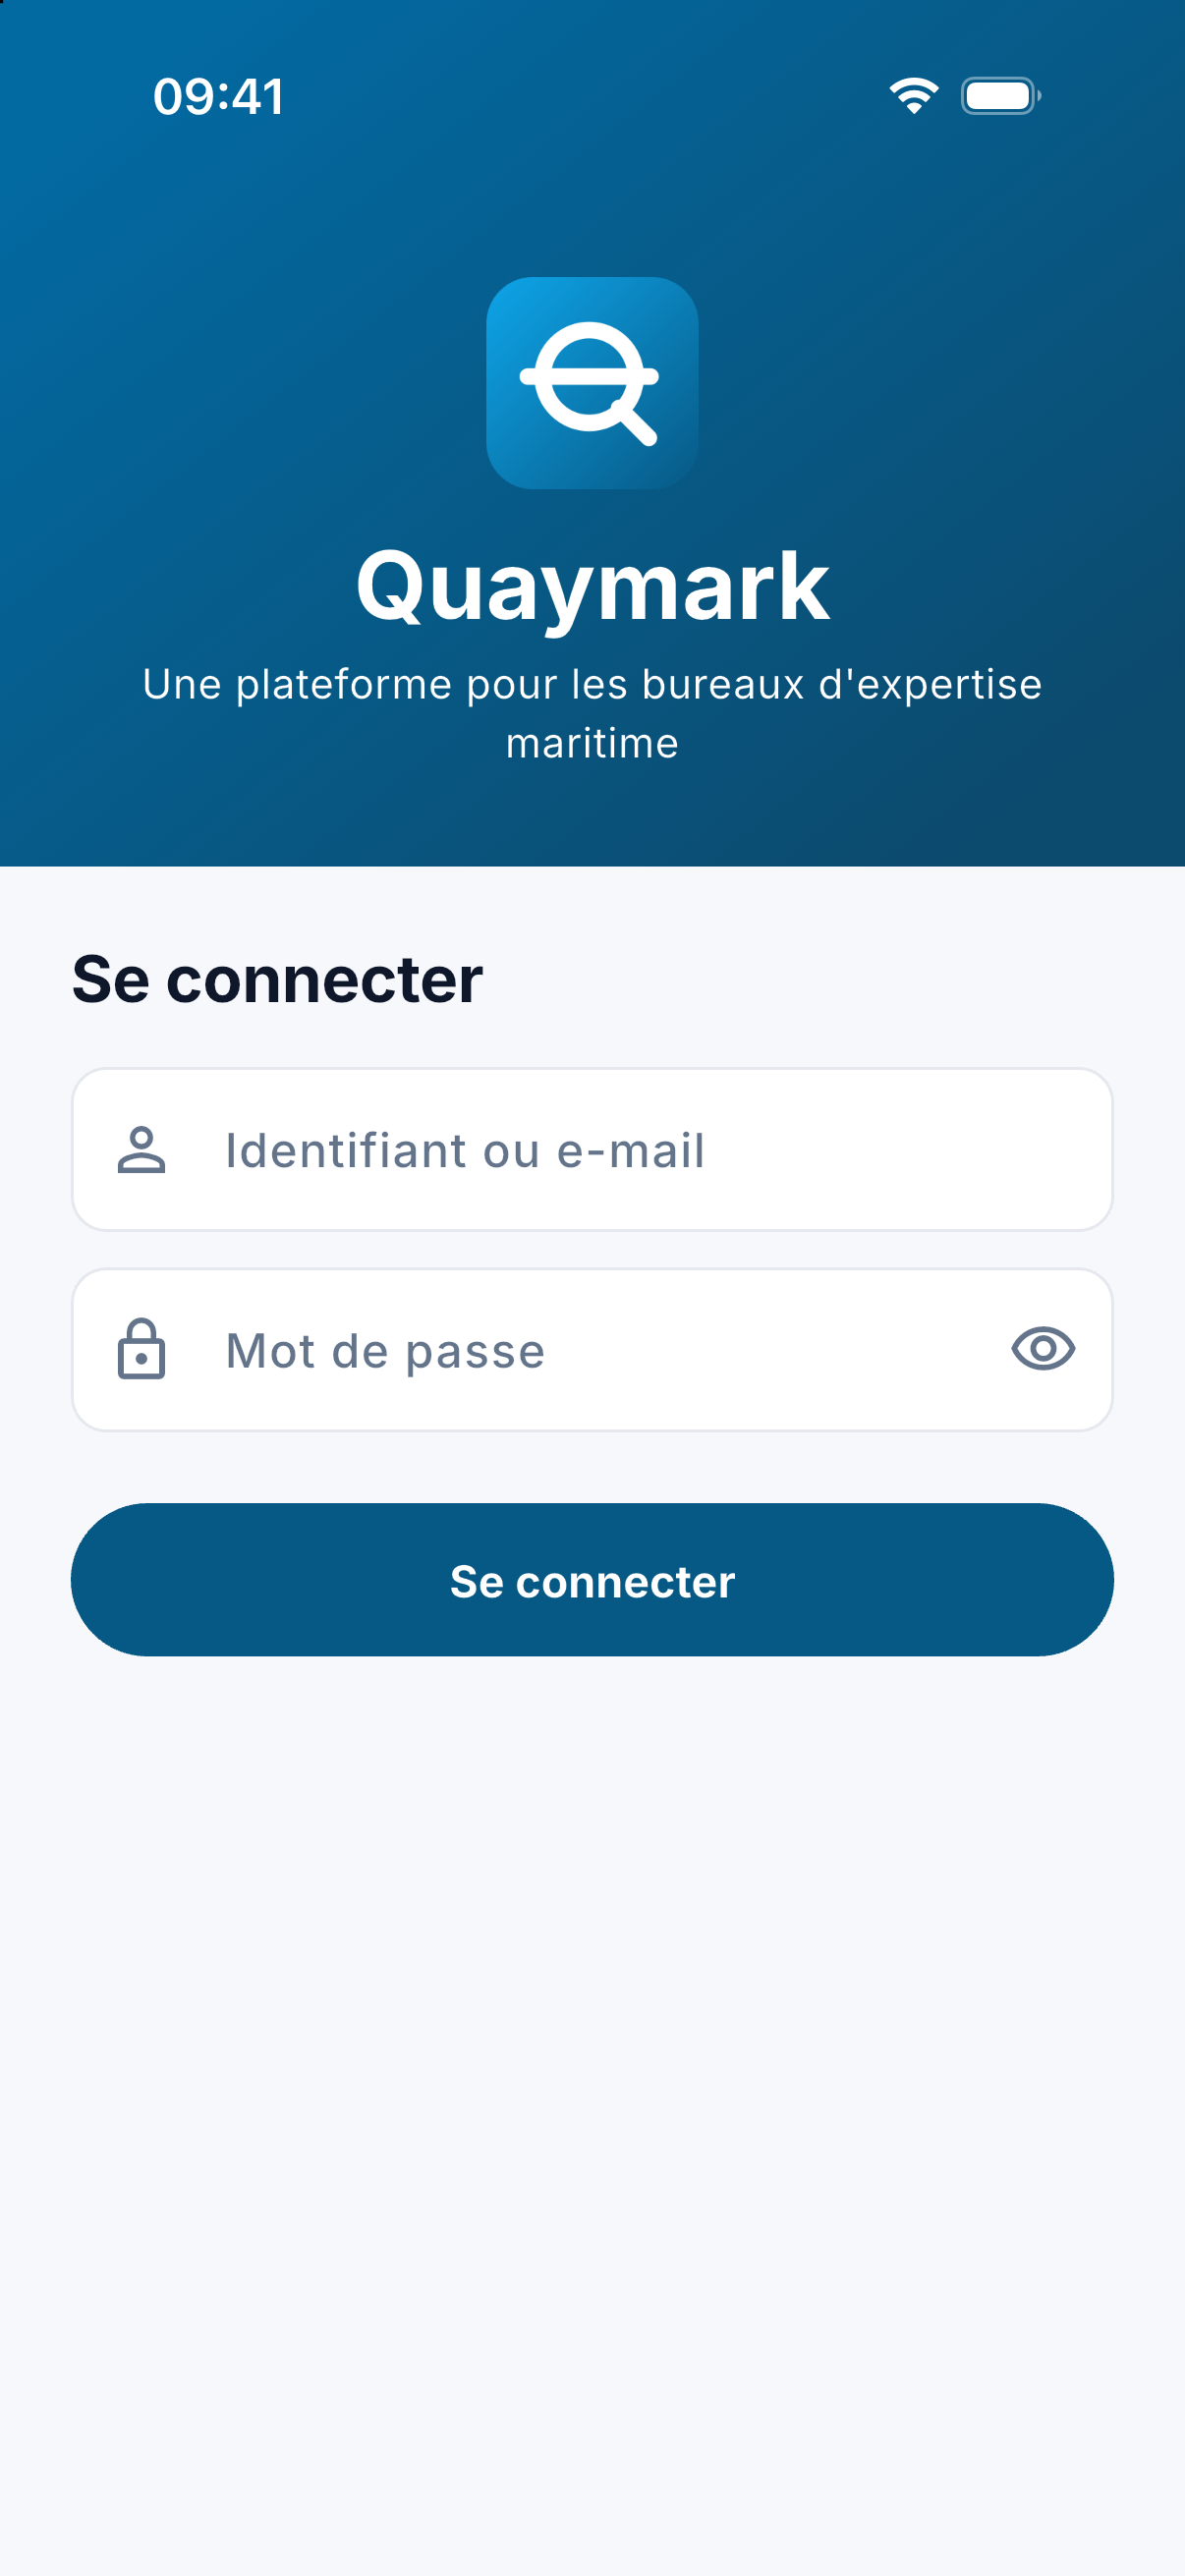 09:41
Quaymark
Une plateforme pour les bureaux d'expertise
maritime
Se connecter
Identifiant ou e-mail
Mot de passe
Se connecter